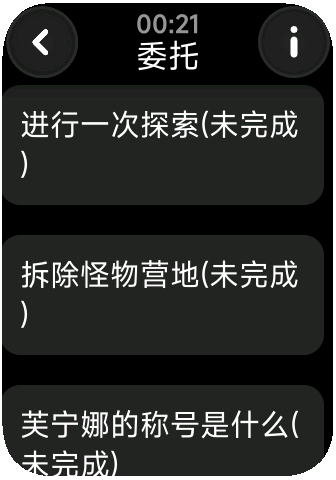 00:21
委托
进行一次探索(未完成
)
拆除怪物营地(未完成
)
芙宁娜的称号是什么(
未完成)